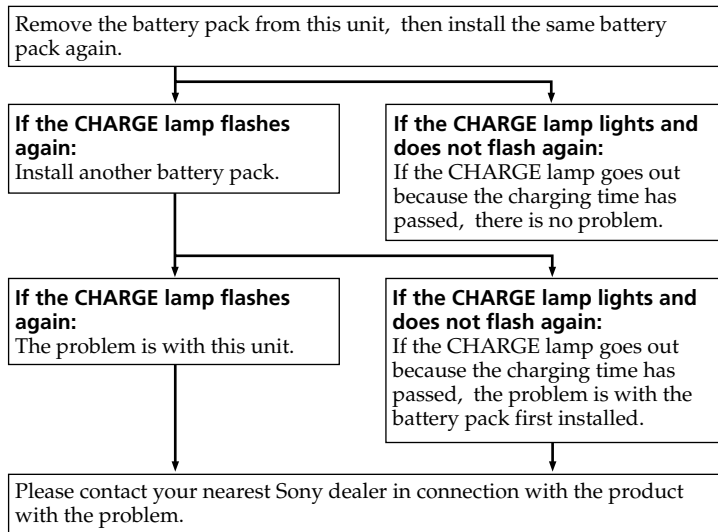 Remove the battery pack from this unit, then install the same battery
pack again.
If the CHARGE lamp flashes
again:
Install another battery pack.
If the CHARGE lamp lights and
does not flash again:
If the CHARGE lamp goes out
because the charging time has
passed, there is no problem.
If the CHARGE lamp flashes
again:
The problem is with this unit.
If the CHARGE lamp lights and
does not flash again:
If the CHARGE lamp goes out
because the charging time has
passed, the problem is with the
battery pack first installed.
Please contact your nearest Sony dealer in connection with the product
with the problem.